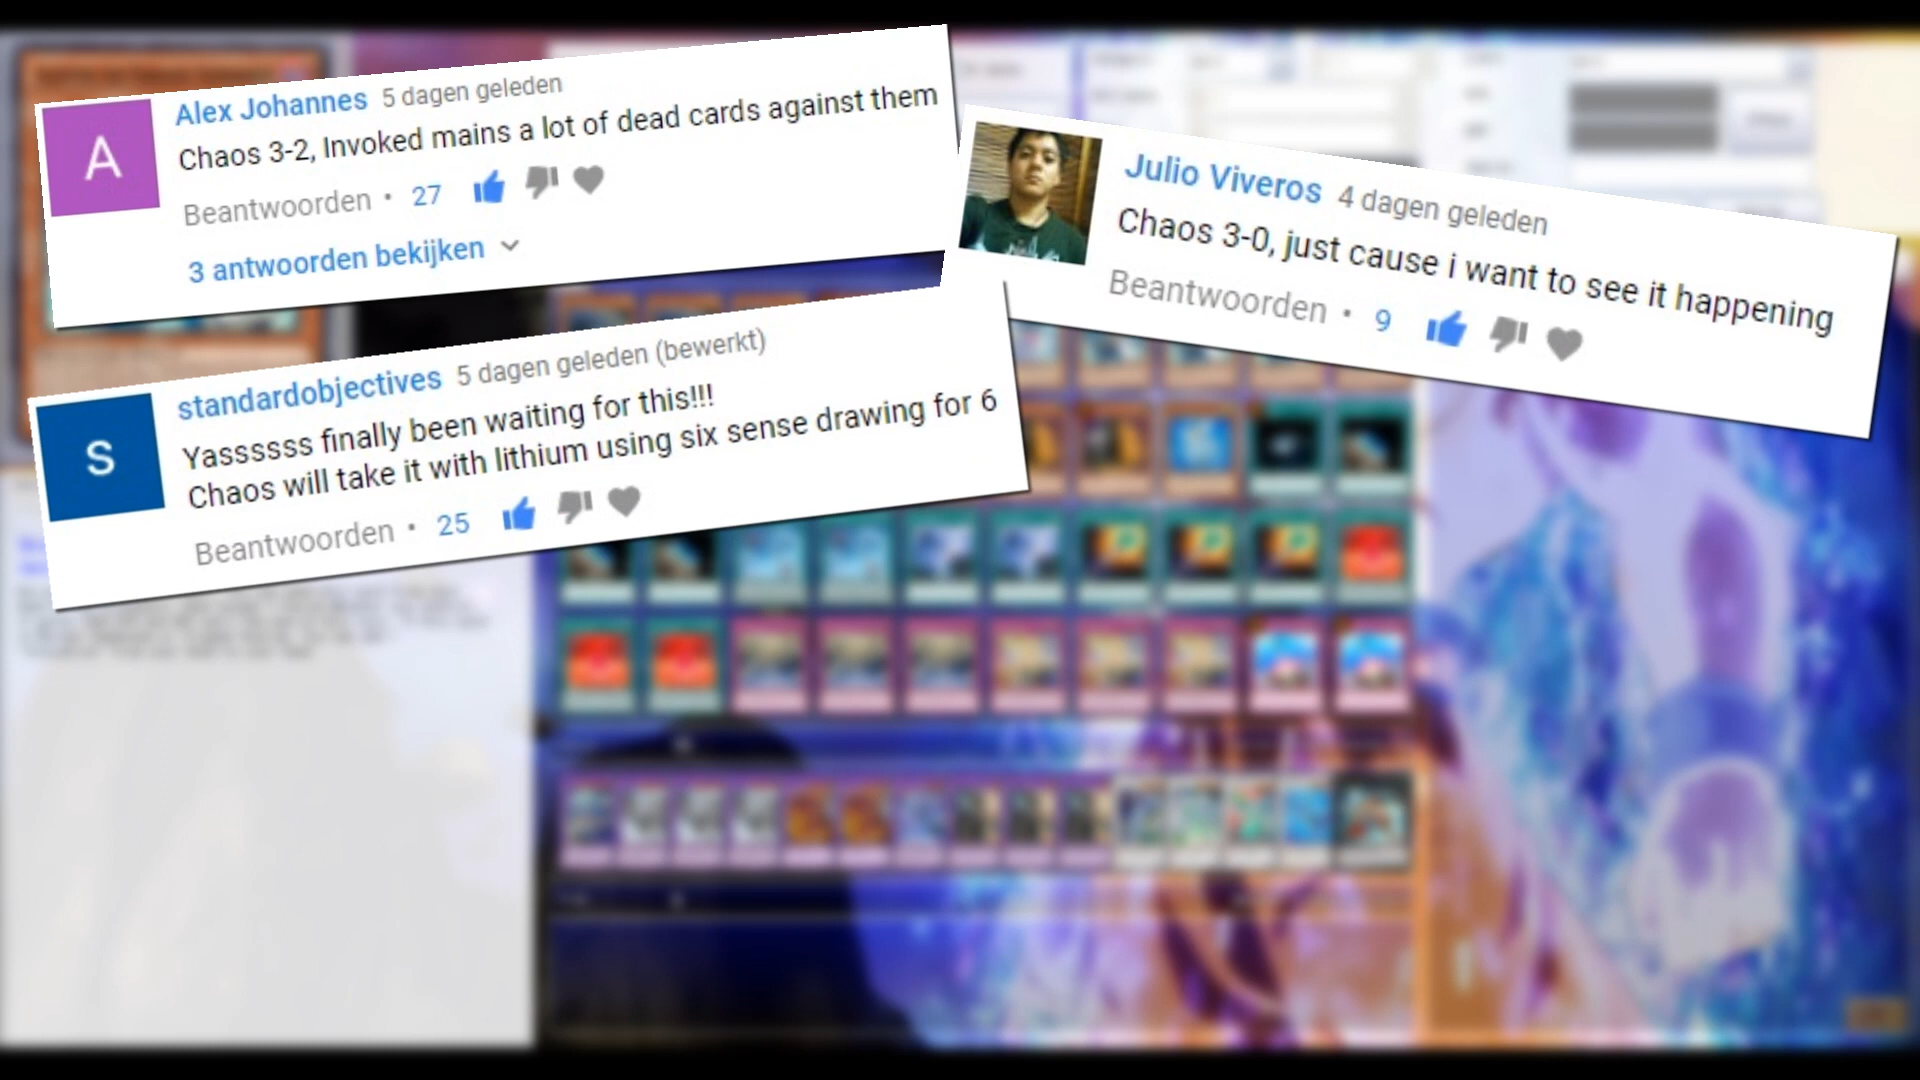 Alex Johannes 5 dagen geleden
Chaos 3-2, Invoked mains a lot of dead cards against them
Beantwoorden • 27
3 antwoorden bekijken
Julio Viveros 4 dagen geleden
Chaos 3-0, just cause i want to see it happening
Beantwoorden • 9
standardobjectives 5 dagen geleden (bewerkt)
Yassssss finally been waiting for this!!!
Chaos will take it with lithium using six sense drawing for 6
Beantwoorden • 25
A
S